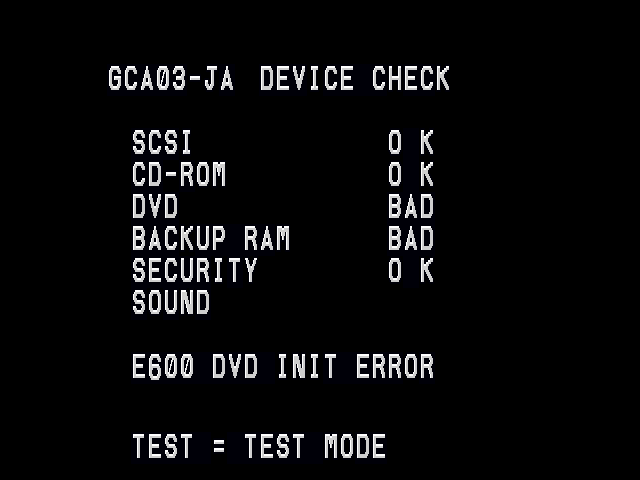 GCA03-JA DEVICE CHECK
SCSI O K
CD-ROM O K
DVD BAD
BACKUP RAM BAD
SECURITY O K
SOUND
E600 DVD INIT ERROR
TEST = TEST MODE